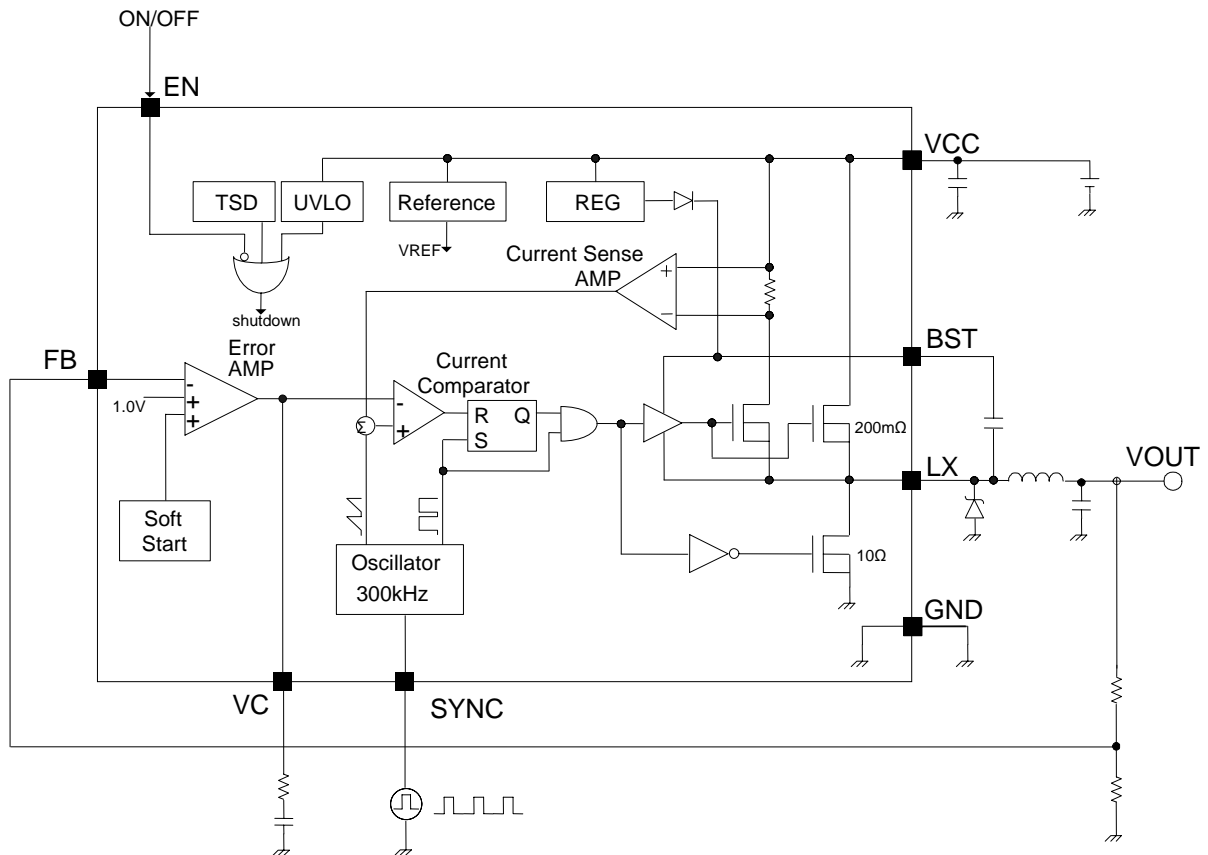 ON/OFF
EN
VCC
TSD
UVLO
Reference
REG
VREF
Current Sense
AMP
+
−
shutdown
BST
FB
Error
AMP
Current
Comparator
-
1.0V
+
+
-
+
Σ
R
Q
S
200mΩ
LX
VOUT
Soft
Start
Oscillator
300kHz
10Ω
GND
VC
SYNC